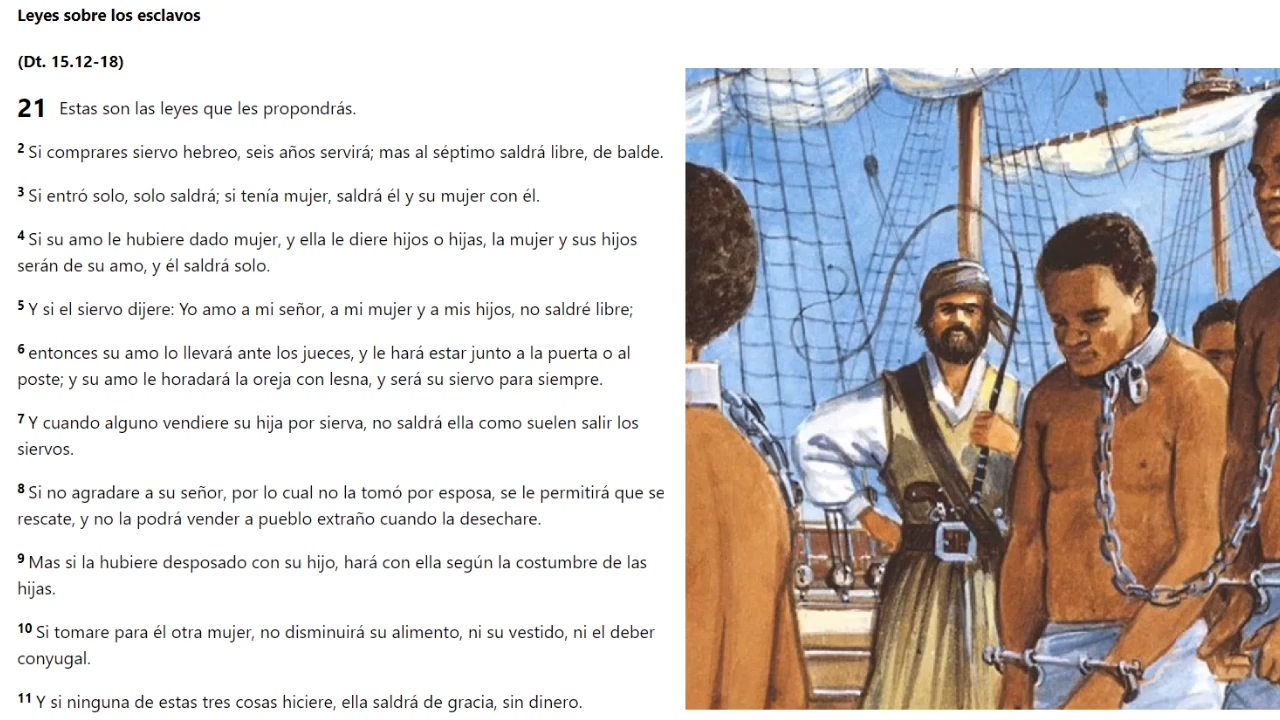 Leyes sobre los esclavos
(Dt. 15.12-18)
21 Estas son las leyes que les propondrás.
2 Si comprares siervo hebreo, seis años servirá; mas al séptimo saldrá libre, de balde.
3 Si entró solo, solo saldrá; si tenía mujer, saldrá él y su mujer con él.
4 Si su amo le hubiere dado mujer, y ella le diere hijos o hijas, la mujer y sus hijos
serán de su amo, y él saldrá solo.
5 Y si el siervo dijere: Yo amo a mi señor, a mi mujer y a mis hijos, no saldré libre;
6 entonces su amo lo llevará ante los jueces, y le hará estar junto a la puerta o al
poste; y su amo le horadará la oreja con lesna, y será su siervo para siempre.
7 Y cuando alguno vendiere su hija por sierva, no saldrá ella como suelen salir los
siervos.
8 Si no agradare a su señor, por lo cual no la tomó por esposa, se le permitirá que se
rescate, y no la podrá vender a pueblo extraño cuando la desechare.
9 Mas si la hubiere desposado con su hijo, hará con ella según la costumbre de las
hijas.
10 Si tomare para él otra mujer, no disminuirá su alimento, ni su vestido, ni el deber
conyugal.
11 Y si ninguna de estas tres cosas hiciere, ella saldrá de gracia, sin dinero.